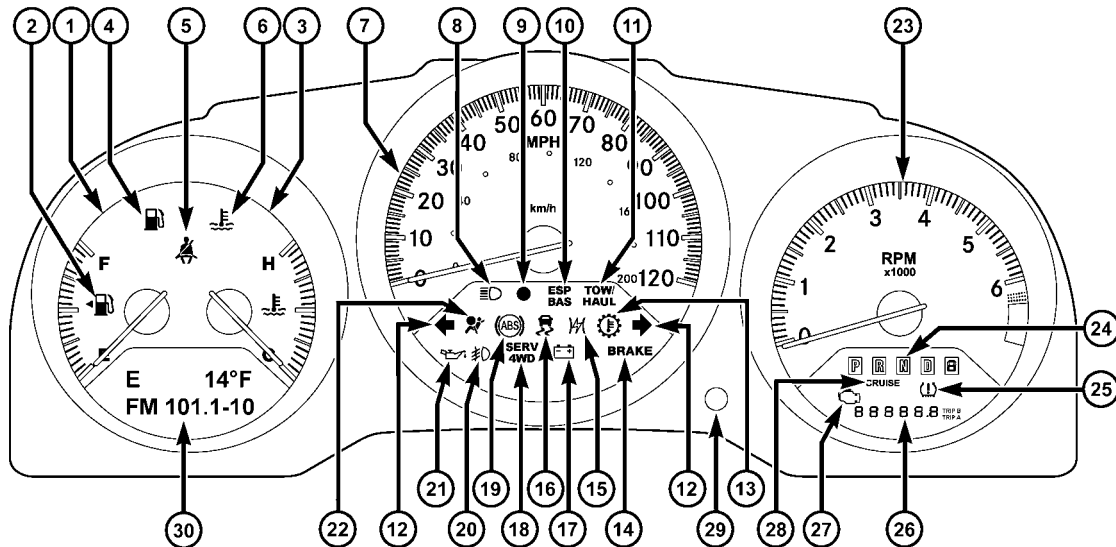 2 1 4 5 6 3 7 8 9 10 11 23
F
H
E
C
E 14°F
FM 101.1-10
0 10 20 30 40 50 60 70 80 90 100 110 120
MPH
40 80 120 16 200
km/h
ESP
BAS
TOW/
HAUL
ABS
SERV
4WD
BRAKE
0 1 2 3 4 5 6
RPM
x1000
P R N D
CRUISE
888888.8
TRIP B
TRIP A
24
25
22 12 21 20 19 18 16 17 15 14 12 13 29 28 27 26
30